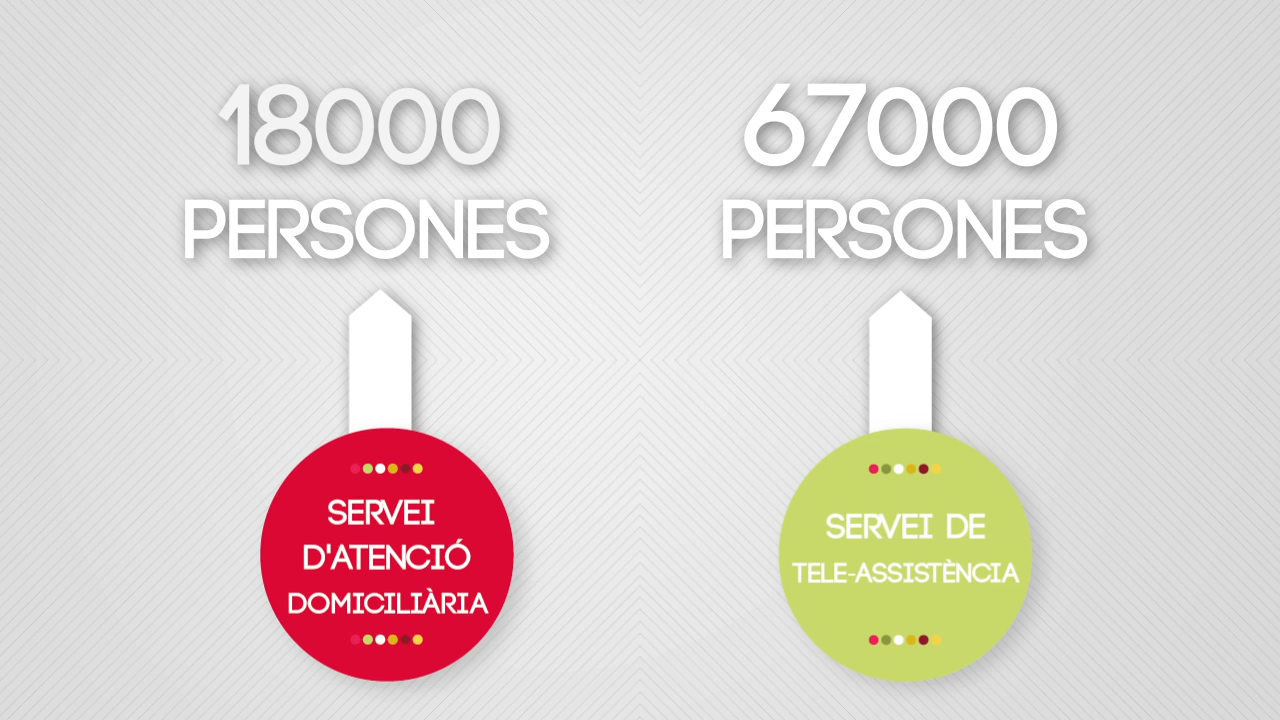 18000
PERSONES
SERVEI
D'ATENCIÓ
DOMICILIÀRIA
67000
PERSONES
SERVEI DE
TELE-ASSISTÈNCIA